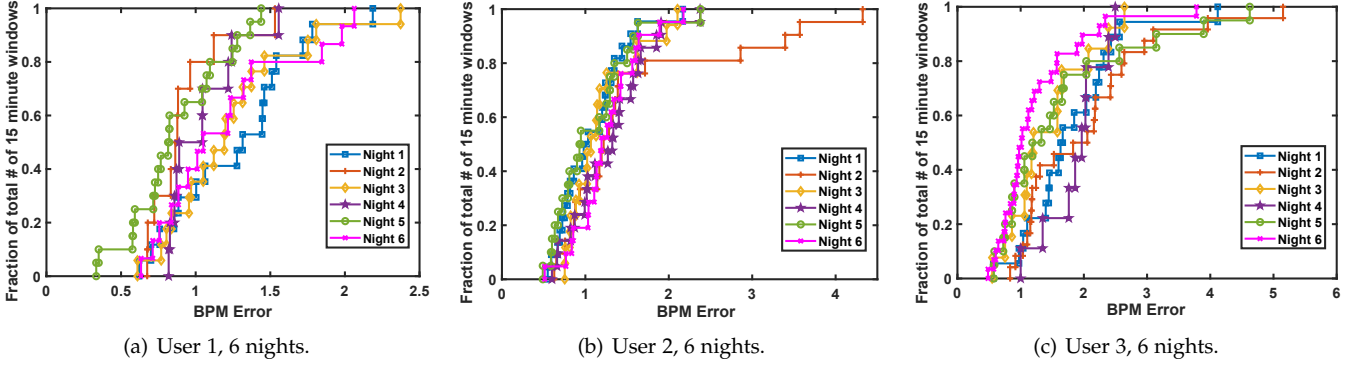 Fraction of total # of 15 minute windows
1
0.8
0.6
0.4
0.2
0
0 0.5 1 1.5 2 2.5
BPM Error
Night 1
Night 2
Night 3
Night 4
Night 5
Night 6
(a) User 1, 6 nights.
Fraction of total # of 15 minute windows
1
0.8
0.6
0.4
0.2
0
0 1 2 3 4
BPM Error
Night 1
Night 2
Night 3
Night 4
Night 5
Night 6
(b) User 2, 6 nights.
Fraction of total # of 15 minute windows
1
0.8
0.6
0.4
0.2
0
0 1 2 3 4 5 6
BPM Error
Night 1
Night 2
Night 3
Night 4
Night 5
Night 6
(c) User 3, 6 nights.